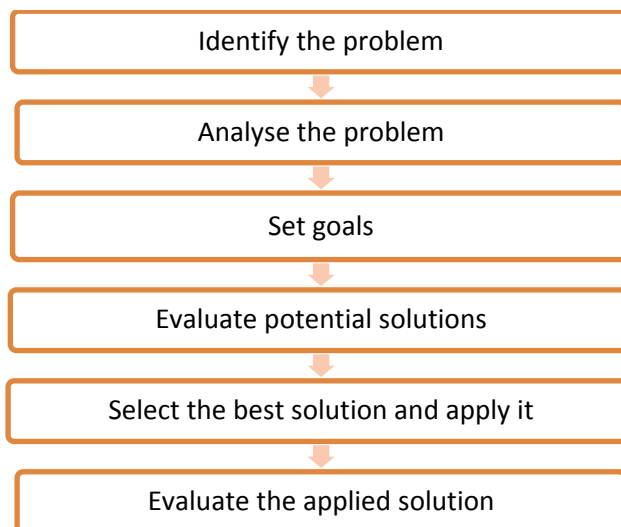 Identify the problem
Analyse the problem
Set goals
Evaluate potential solutions
Select the best solution and apply it
Evaluate the applied solution